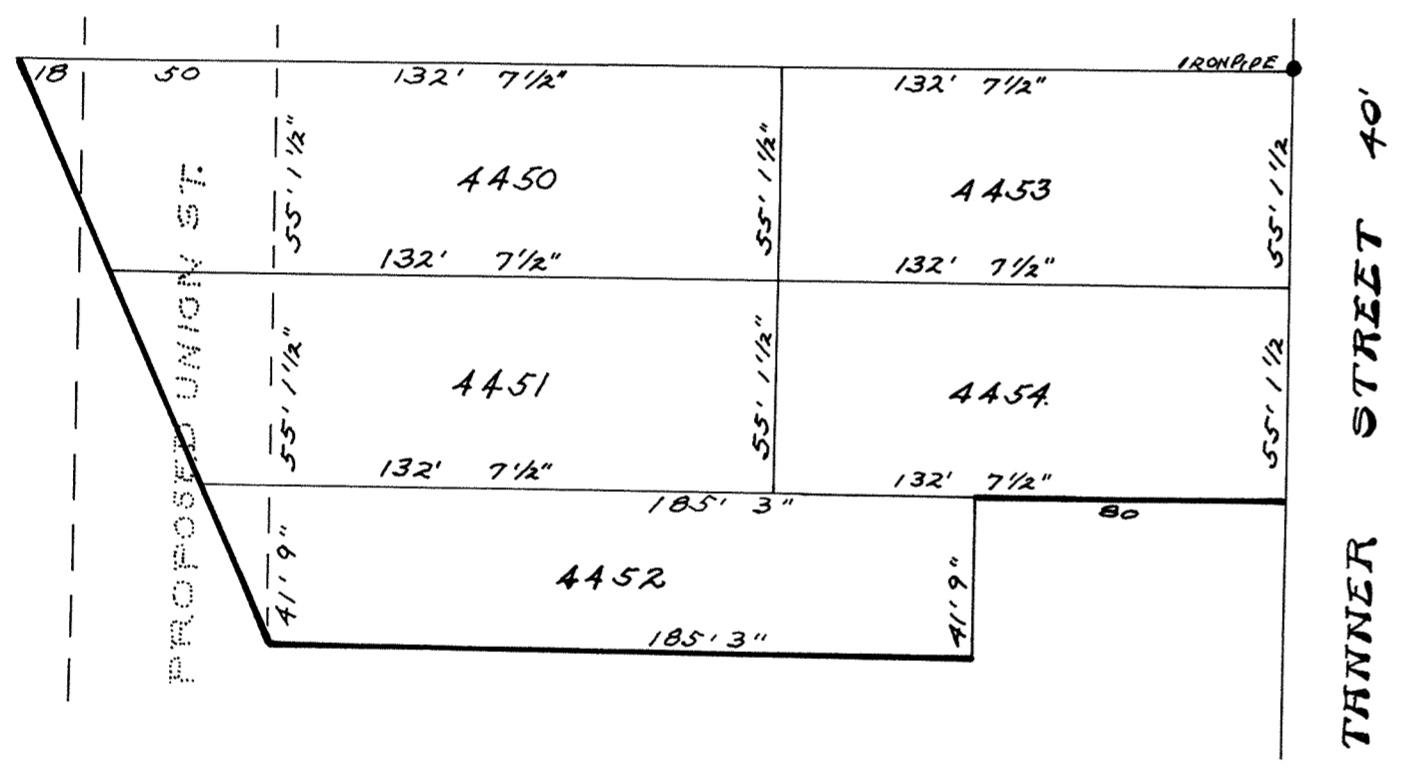 18 50 132' 7½" 132' 7½" IRON PIPE
55' 1½" 4450 55' 1½" 4453 55' 1½
132' 7½" 132' 7½"
55' 1½" 4451 55' 1½" 4454. 55' 1½
132' 7½" 132' 7½"
185' 3" 80
41' 9" 4452 41' 9"
185' 3"
PROPOSED UNION ST.
TANNER STREET 40'